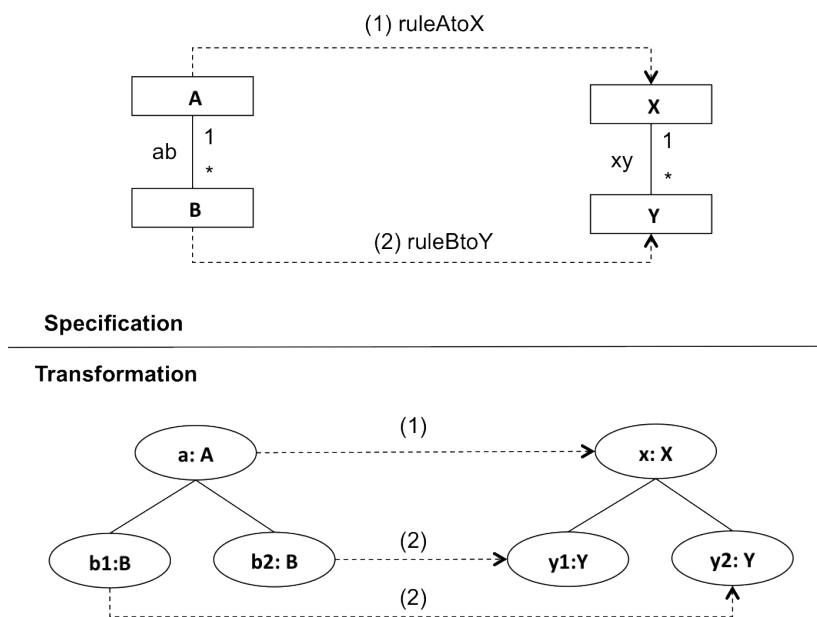 (1) ruleAtoX
A
X
ab
1
*
xy
1
*
B
Y
(2) ruleBtoY
Specification
Transformation
(1)
a: A
x: X
(2)
b1:B
b2: B
y1:Y
y2: Y
(2)